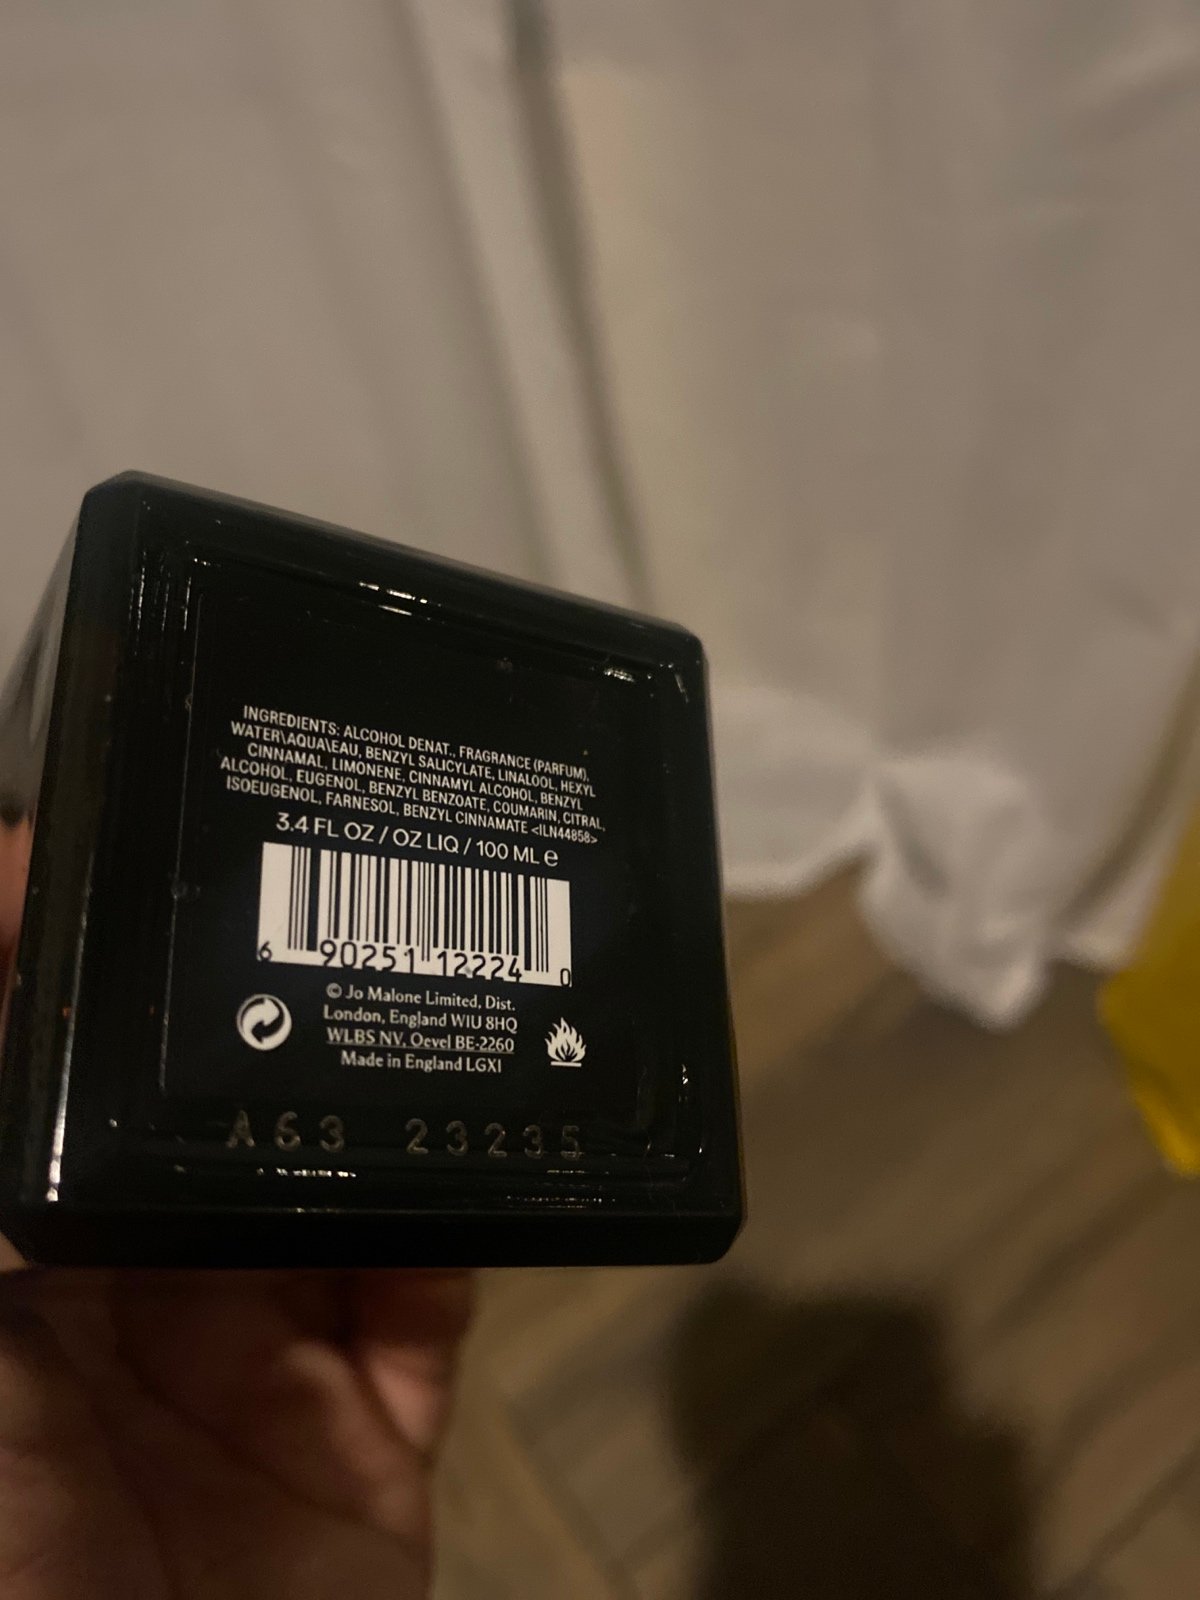 INGREDIENTS: ALCOHOL DENAT., FRAGRANCE (PARFUM),
WATER\AQUA\EAU, BENZYL SALICYLATE, LINALOOL, HEXYL
CINNAMAL, LIMONENE, CINNAMYL ALCOHOL, BENZYL
ALCOHOL, EUGENOL, BENZYL BENZOATE, COUMARIN, CITRAL,
ISOEUGENOL, FARNESOL, BENZYL CINNAMATE <ILN44858>
3.4 FL OZ / OZ LIQ / 100 ML ℮
6 90251 12224 0
© Jo Malone Limited, Dist.
London, England W1U 8HQ
WLBS NV, Oevel BE-2260
Made in England LGX1
A63 23235